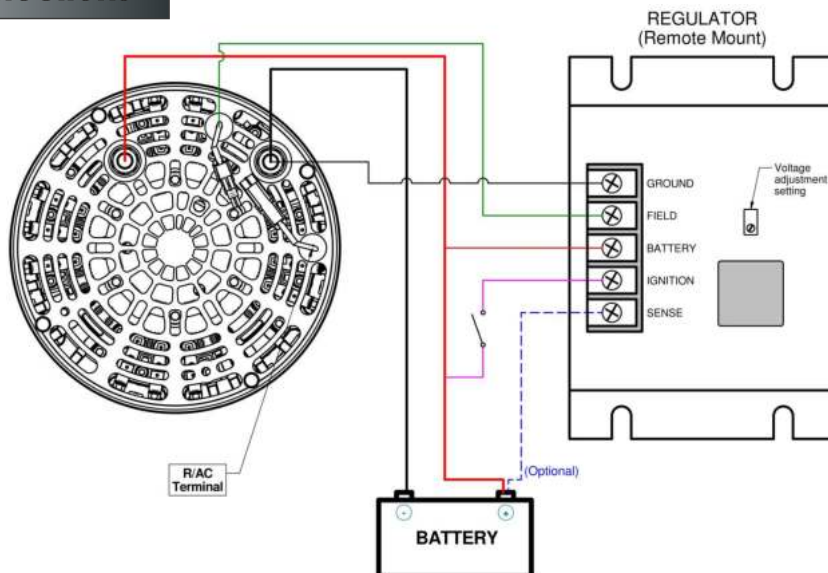 REGULATOR
(Remote Mount)
Voltage
adjustment
setting
GROUND
FIELD
BATTERY
IGNITION
SENSE
R/AC
Terminal
(Optional)
-
+
BATTERY